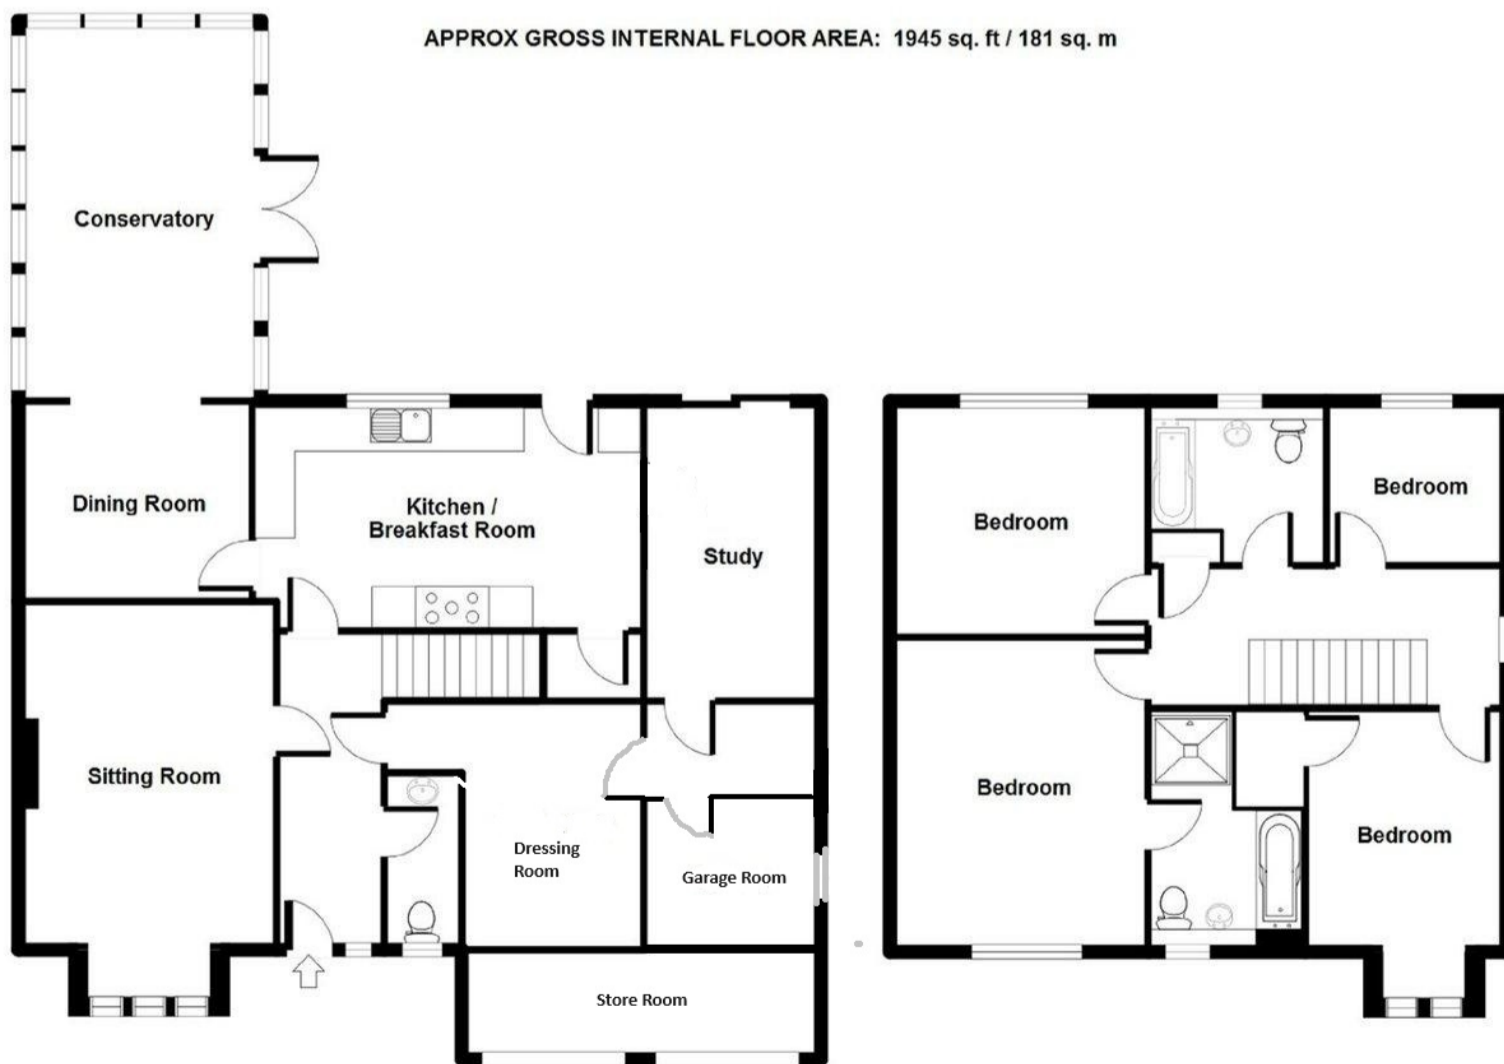 APPROX GROSS INTERNAL FLOOR AREA: 1945 sq. ft / 181 sq. m
Conservatory
Dining Room
Kitchen /
Breakfast Room
Study
Sitting Room
Dressing
Room
Garage Room
Store Room
Bedroom
Bedroom
Bedroom
Bedroom